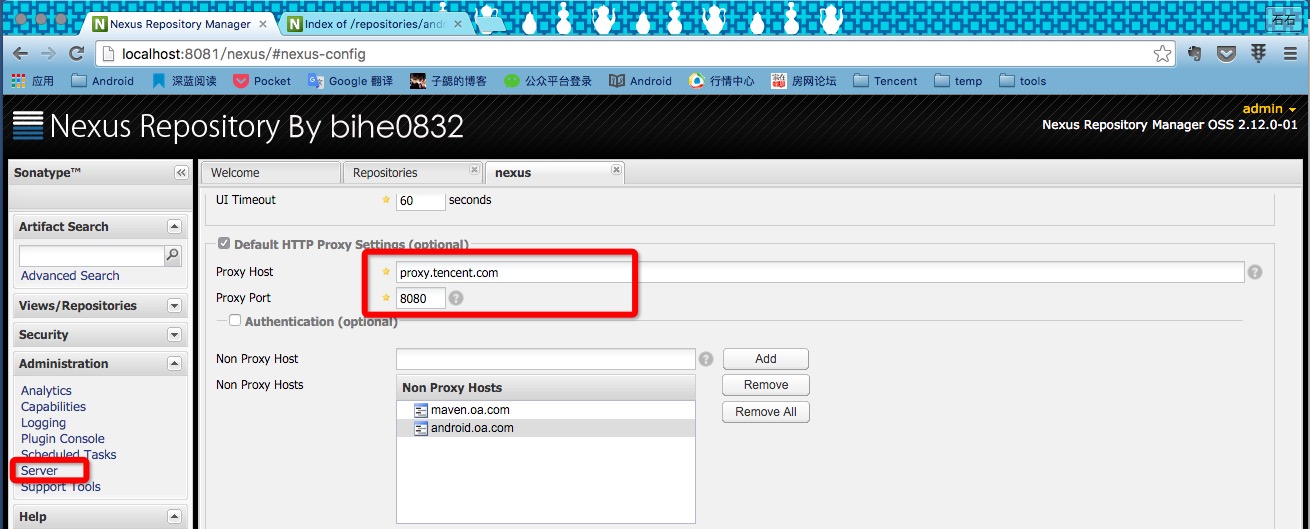 Nexus Repository Manager
Index of /repositories/andr
石石
localhost:8081/nexus/#nexus-config
应用 Android 深蓝阅读 Pocket Google 翻译 子勰的博客 公众平台登录 Android 行情中心 房网论坛 Tencent temp tools
Nexus Repository By bihe0832
admin
Nexus Repository Manager OSS 2.12.0-01
Sonatype™
Welcome Repositories nexus
UI Timeout 60 seconds
Artifact Search
Advanced Search
Views/Repositories
Security
Administration
Analytics
Capabilities
Logging
Plugin Console
Scheduled Tasks
Server
Support Tools
Help
Default HTTP Proxy Settings (optional)
Proxy Host proxy.tencent.com
Proxy Port 8080
Authentication (optional)
Non Proxy Host Add
Non Proxy Hosts Non Proxy Hosts Remove
maven.oa.com Remove All
android.oa.com